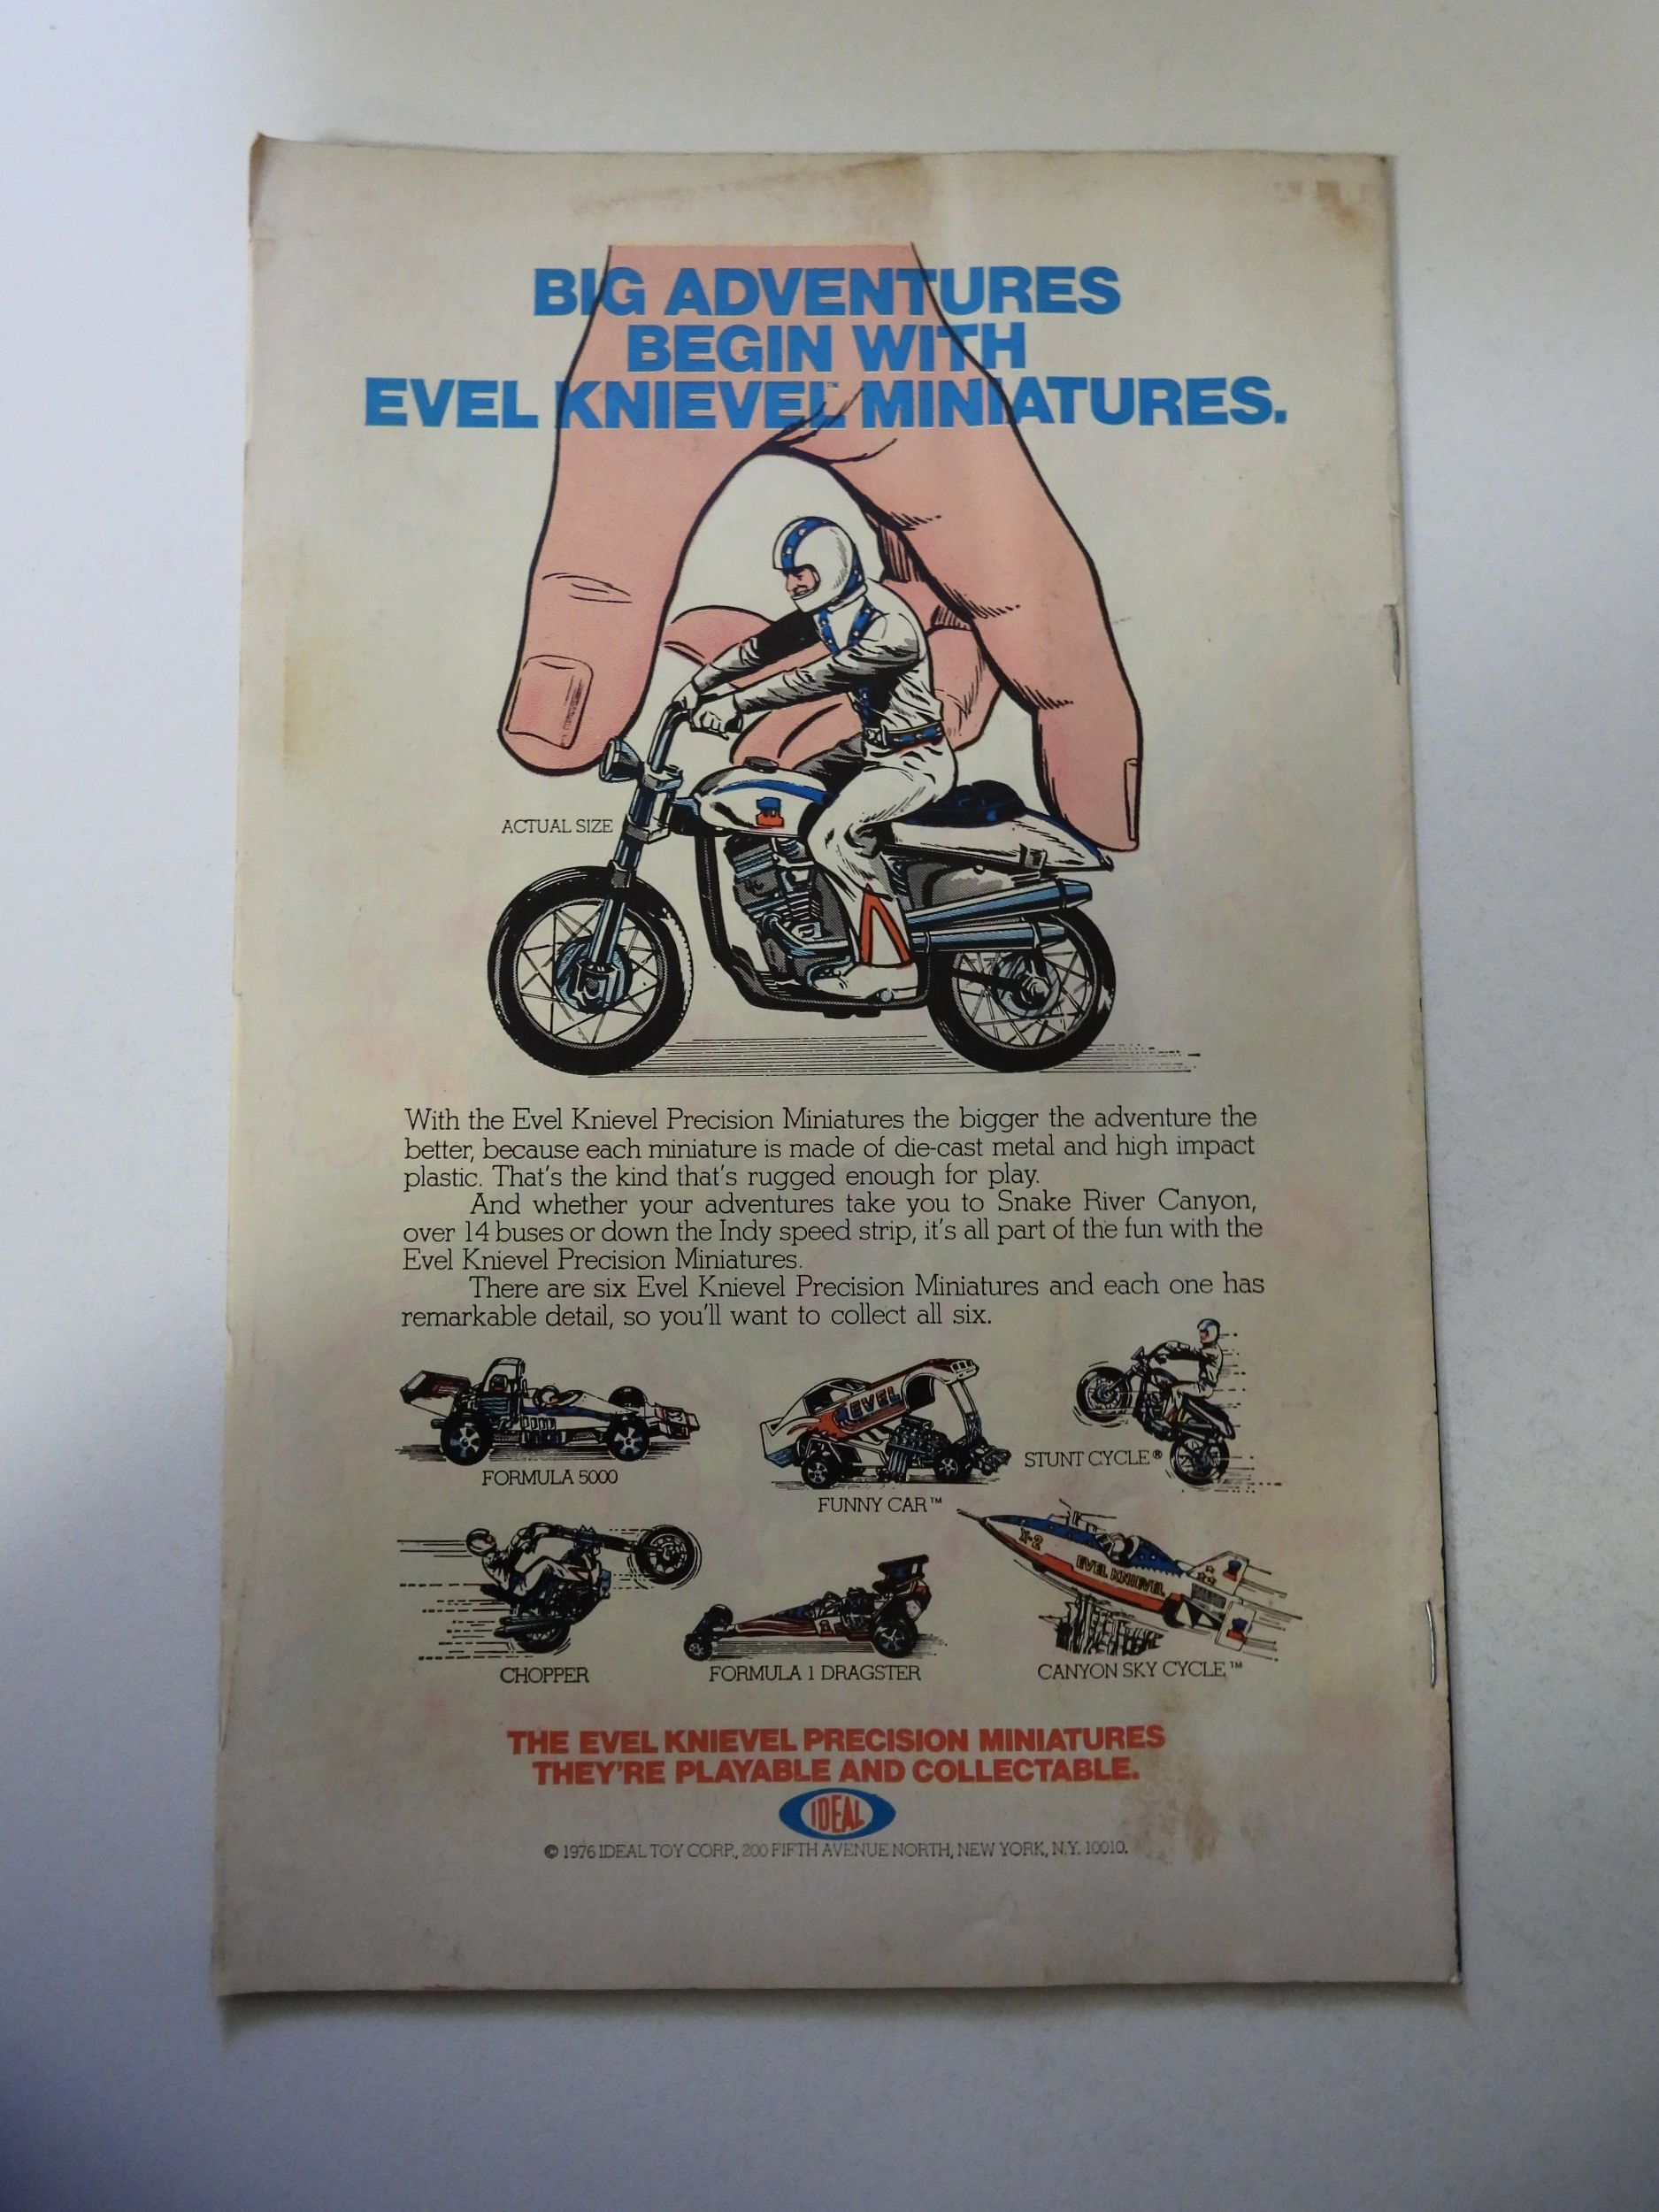 BIG ADVENTURES
BEGIN WITH
EVEL KNIEVEL™ MINIATURES.
ACTUAL SIZE
With the Evel Knievel Precision Miniatures the bigger the adventure the
better, because each miniature is made of die-cast metal and high impact
plastic. That's the kind that's rugged enough for play.
And whether your adventures take you to Snake River Canyon,
over 14 buses or down the Indy speed strip, it's all part of the fun with the
Evel Knievel Precision Miniatures.
There are six Evel Knievel Precision Miniatures and each one has
remarkable detail, so you'll want to collect all six.
EVEL
FORMULA 5000
FUNNY CAR™
STUNT CYCLE®
X-2
EVEL KNIEVEL
CHOPPER
FORMULA 1 DRAGSTER
CANYON SKY CYCLE™
THE EVEL KNIEVEL PRECISION MINIATURES
THEY'RE PLAYABLE AND COLLECTABLE.
IDEAL
© 1976 IDEAL TOY CORP., 200 FIFTH AVENUE NORTH, NEW YORK, N.Y. 10010.